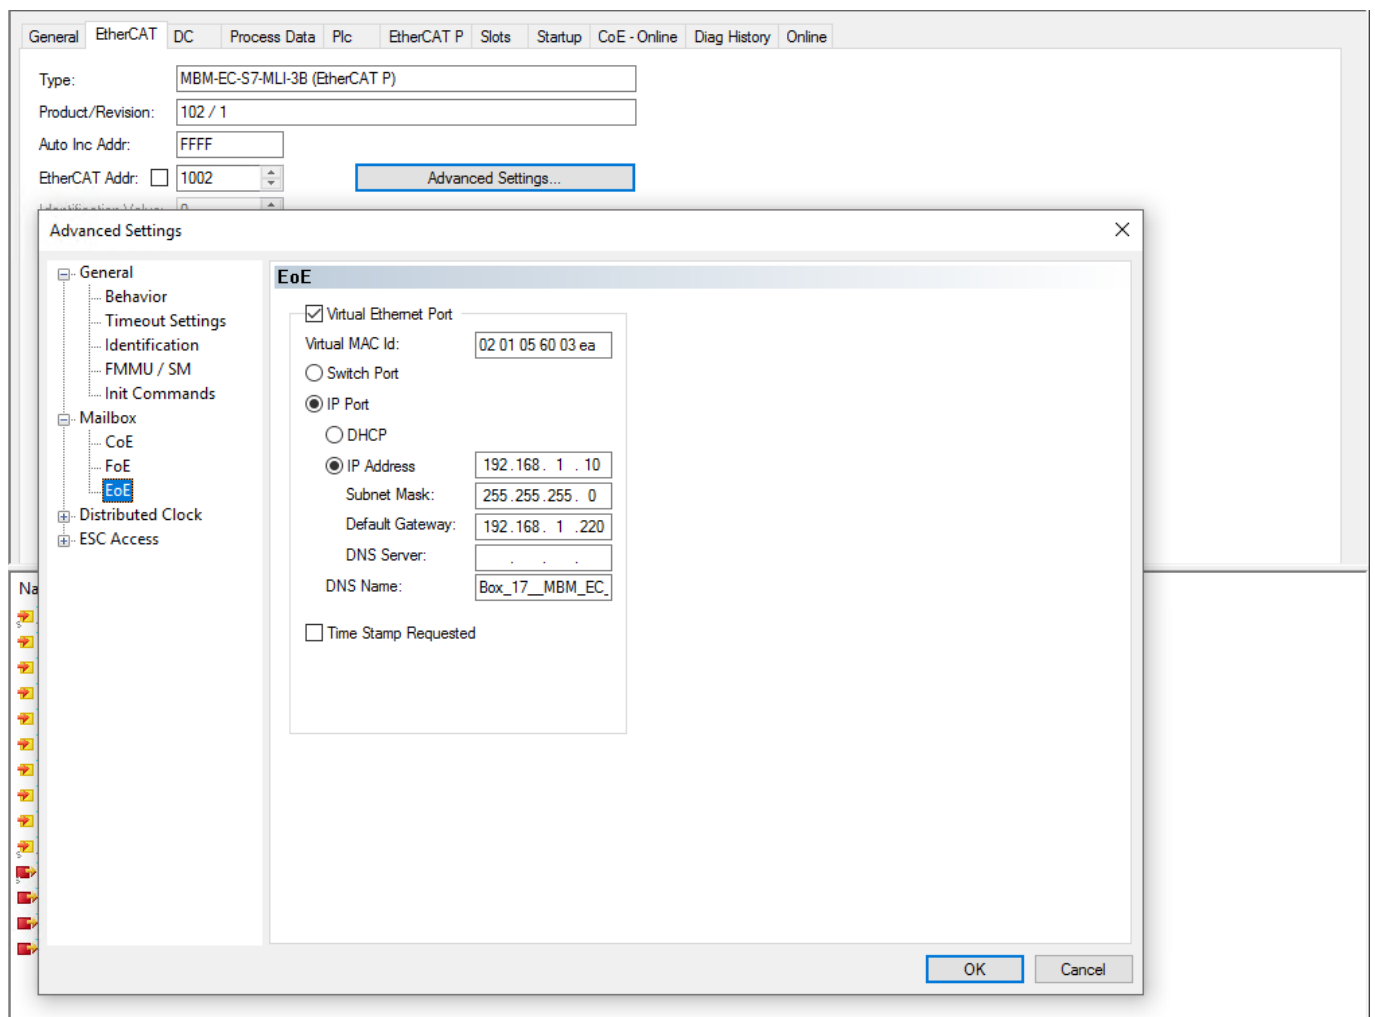 General EtherCAT DC Process Data Plc EtherCAT P Slots Startup CoE - Online Diag History Online
Type: MBM-EC-S7-MLI-3B (EtherCAT P)
Product/Revision: 102 / 1
Auto Inc Addr: FFFF
EtherCAT Addr: 1002 Advanced Settings...
Identification Value: 0
Advanced Settings
General
Behavior
Timeout Settings
Identification
FMMU / SM
Init Commands
Mailbox
CoE
FoE
EoE
Distributed Clock
ESC Access
EoE
Virtual Ethernet Port
Virtual MAC Id: 02 01 05 60 03 ea
Switch Port
IP Port
DHCP
IP Address 192.168. 1 . 10
Subnet Mask: 255.255.255. 0
Default Gateway: 192.168. 1 .220
DNS Server: . . .
DNS Name: Box_17__MBM_EC_
Time Stamp Requested
Na
OK Cancel